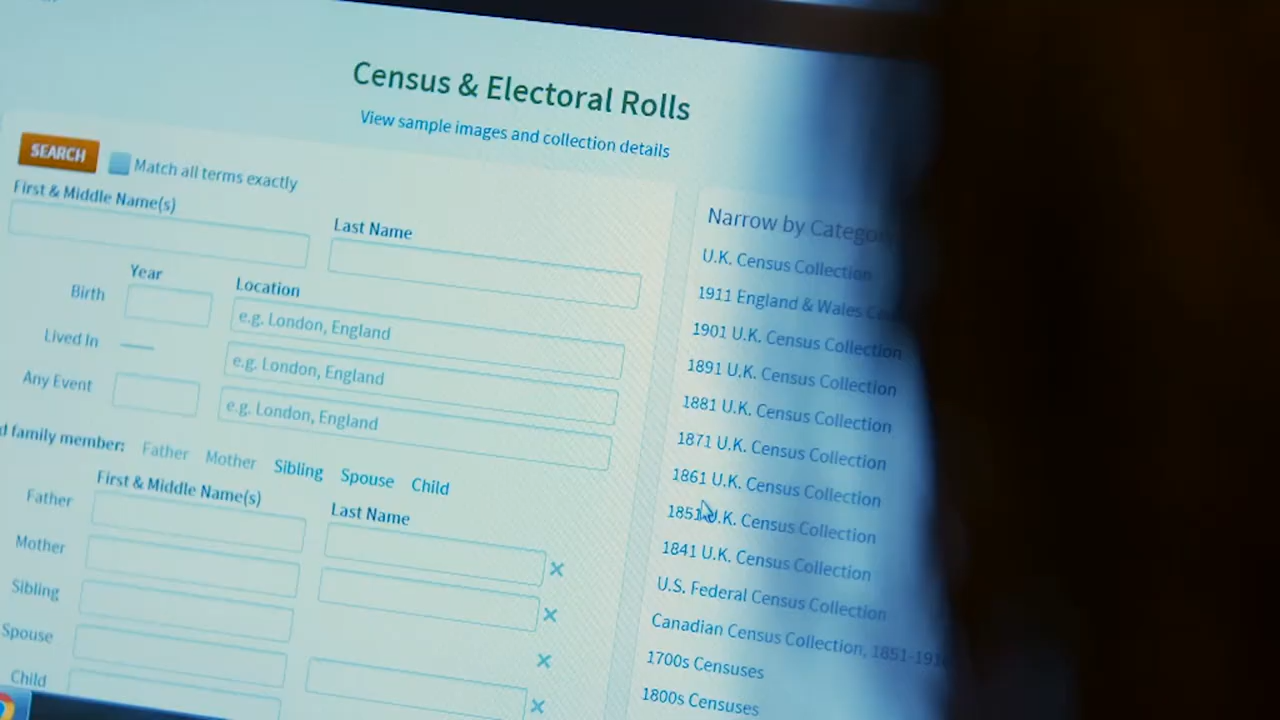 Census & Electoral Rolls
View sample images and collection details
SEARCH
Match all terms exactly
First & Middle Name(s)
Last Name
Year
Location
Birth
e.g. London, England
Lived In
e.g. London, England
Any Event
e.g. London, England
family member:
Father
Mother
Sibling
Spouse
Child
First & Middle Name(s)
Last Name
Father
Mother
Sibling
Spouse
Child
Narrow by
U.K. Census Collection
1911 England & Wales
1901 U.K. Census Collection
1891 U.K. Census Collection
1881 U.K. Census Collection
1871 U.K. Census Collection
1861 U.K. Census Collection
1851 U.K. Census Collection
1841 U.K. Census Collection
U.S. Federal Census Collection
Canadian Census Collection,
1700s Censuses
1800s Censuses